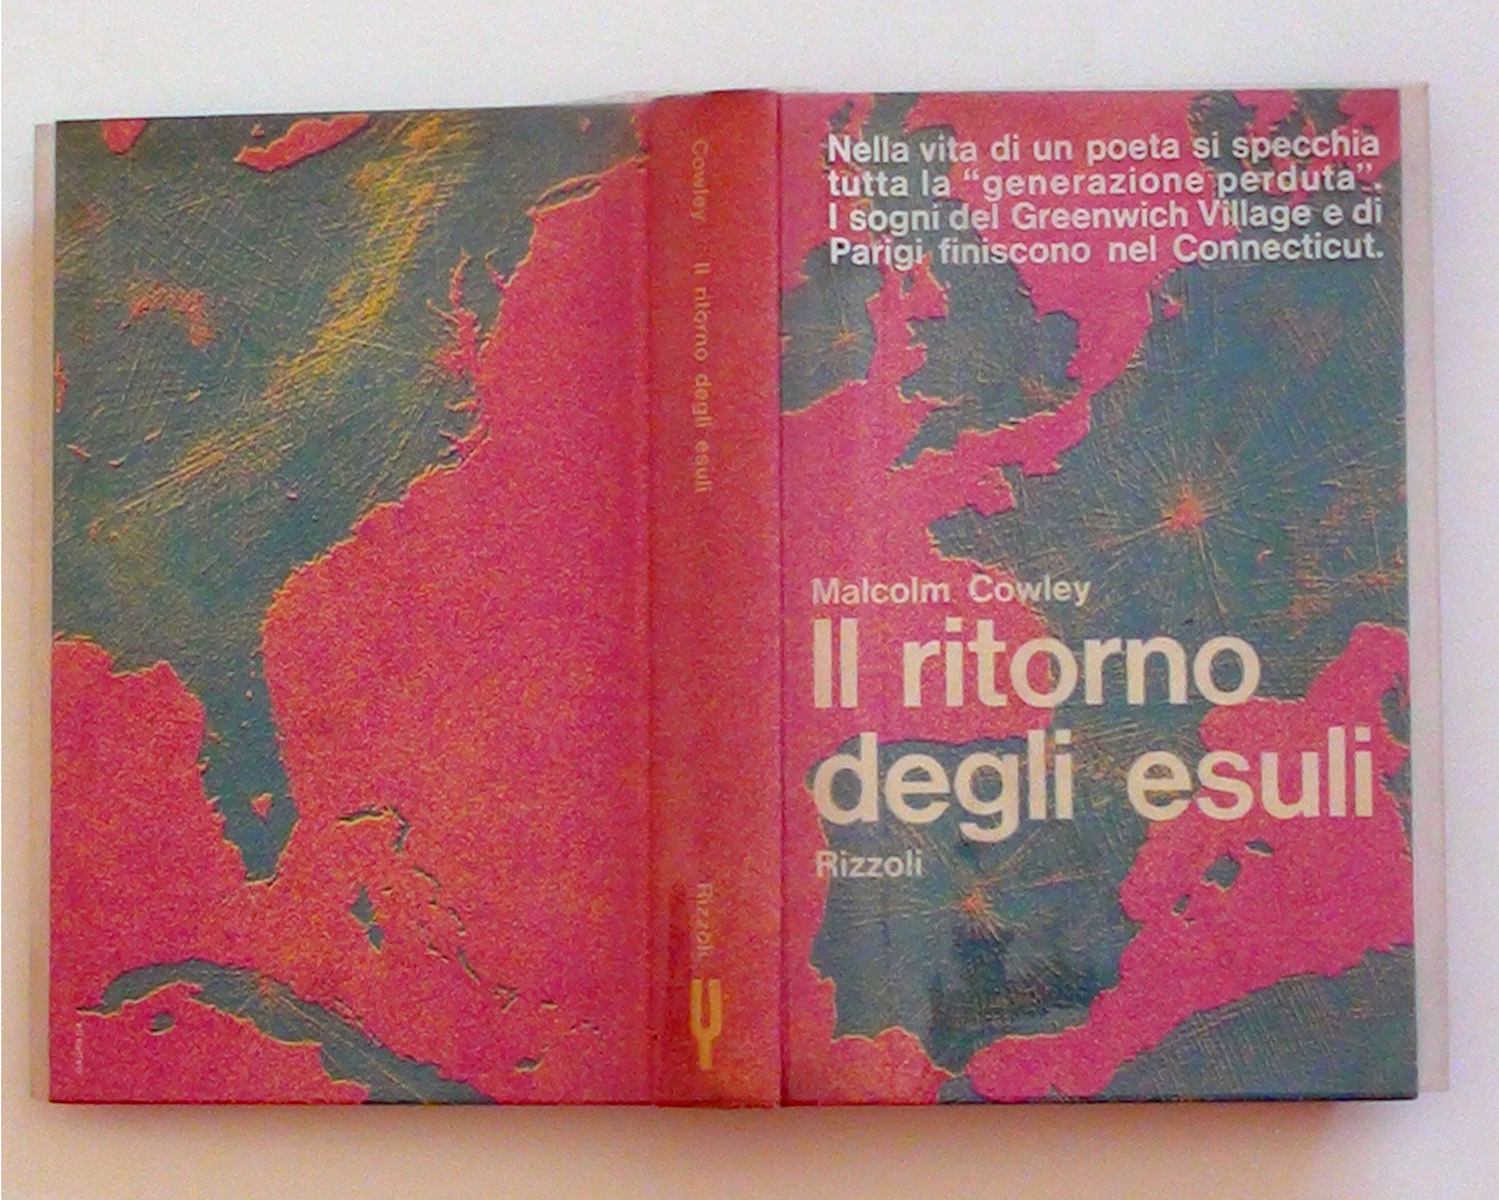 Nella vita di un poeta si specchia
tutta la “generazione perduta”.
I sogni del Greenwich Village e di
Parigi finiscono nel Connecticut.
Malcolm Cowley
Il ritorno
degli esuli
Rizzoli
Cowley Il ritorno degli esuli
Rizzoli